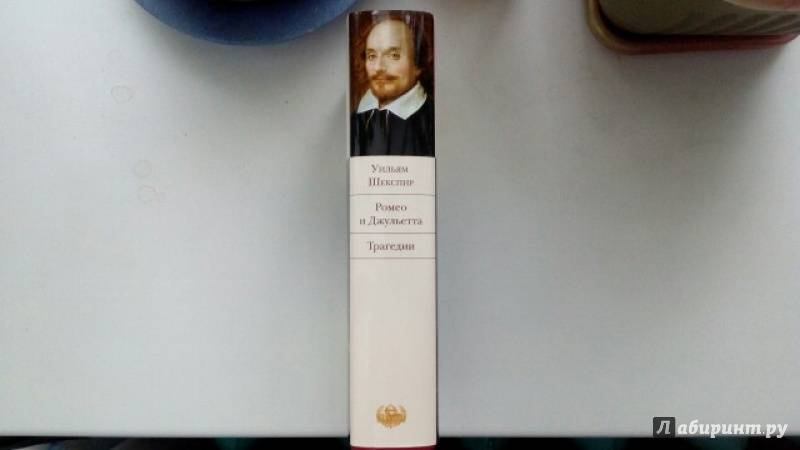 Уильям
Шекспир
Ромео
и Джульетта
Трагедии
Лабиринт.ру